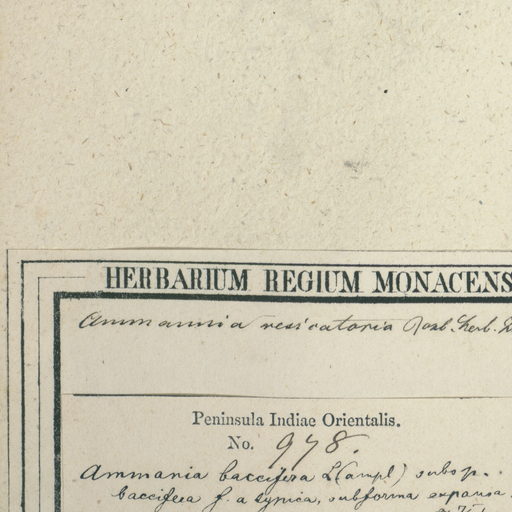 HERBARIUM REGIUM MONACENS
Ammannia vesicatoria Roxb. herb.
Peninsula Indiae Orientalis.
No. 978.
Ammania baccifera L (ampl) subsp.
baccifera f. a typica, subforma expansa